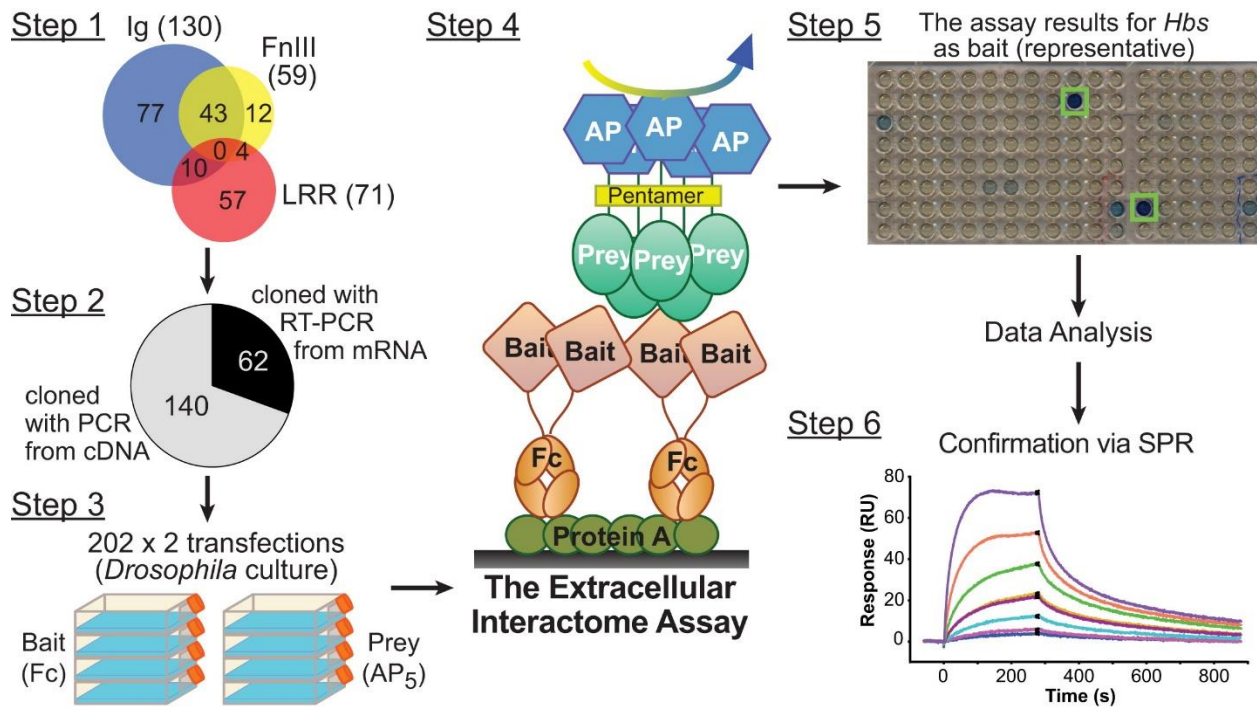 Step 1
Ig (130)
FnIII
(59)
77
43
12
0
4
10
57
LRR (71)
Step 2
cloned with
RT-PCR
from mRNA
62
140
cloned
with PCR
from cDNA
Step 3
202 x 2 transfections
(Drosophila culture)
Bait
(Fc)
Prey
(AP5)
Step 4
AP
AP
AP
Pentamer
Prey
Prey
Prey
Bait
Bait
Bait
Bait
Fc
Fc
Protein A
The Extracellular
Interactome Assay
Step 5
The assay results for Hbs
as bait (representative)
Data Analysis
Step 6
Confirmation via SPR
Response (RU)
80
60
40
20
0
0 200 400 600 800
Time (s)